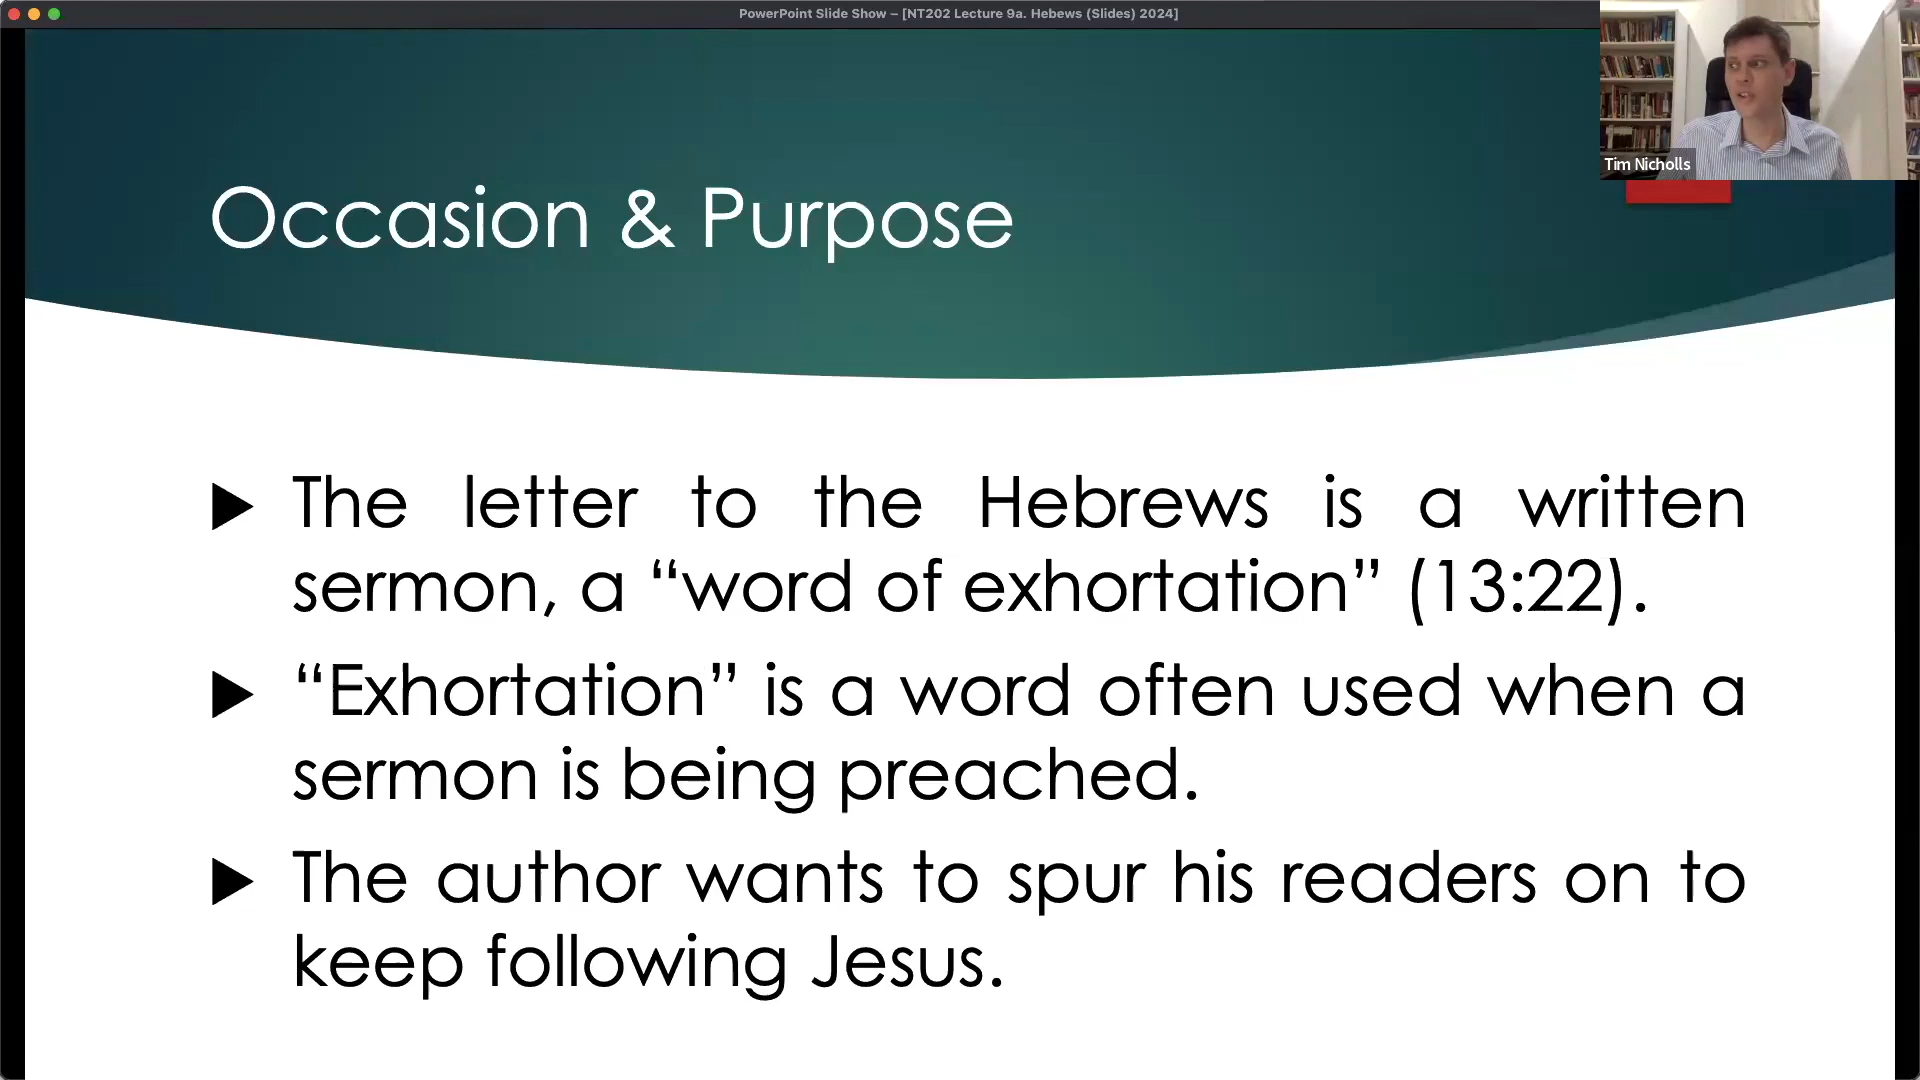 PowerPoint Slide Show – [NT202 Lecture 9a. Hebews (Slides) 2024]
Tim Nicholls
Occasion & Purpose
The letter to the Hebrews is a written
sermon, a “word of exhortation” (13:22).
“Exhortation” is a word often used when a
sermon is being preached.
The author wants to spur his readers on to
keep following Jesus.